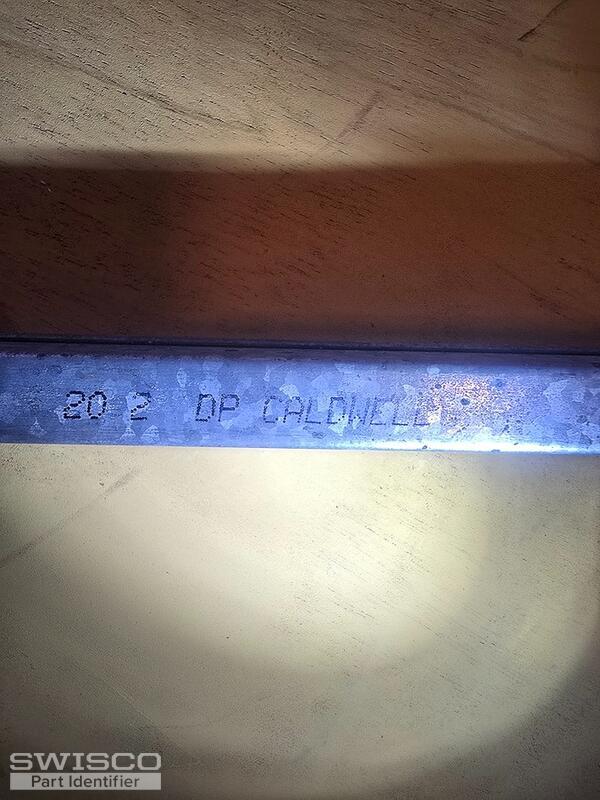 20 2 DP CALDWELL
SWISCO
Part Identifier